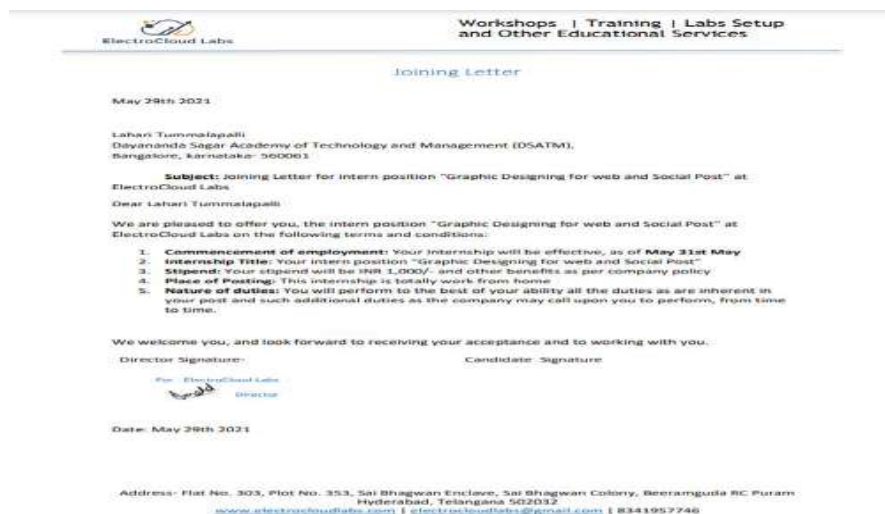 ElectroCloud Labs
Workshops | Training | Labs Setup
and Other Educational Services
Joining Letter
May 29th 2021
Lahari Tummalapalli
Dayananda Sagar Academy of Technology and Management (DSATM),
Bangalore, karnataka- 560061
Subject: Joining Letter for intern position "Graphic Designing for web and Social Post" at
ElectroCloud Labs
Dear Lahari Tummalapalli
We are pleased to offer you, the intern position "Graphic Designing for web and Social Post" at
ElectroCloud Labs on the following terms and conditions:
1. Commencement of employment: Your Internship will be effective, as of May 31st May
2. Internship Title: Your intern position "Graphic Designing for web and Social Post"
3. Stipend: Your stipend will be INR 1,000/- and other benefits as per company policy
4. Place of Posting: This internship is totally work from home
5. Nature of duties: You will perform to the best of your ability all the duties as are inherent in
your post and such additional duties as the company may call upon you to perform, from time
to time.
We welcome you, and look forward to receiving your acceptance and to working with you.
Director Signature- Candidate Signature
For ElectroCloud Labs
Director
Date: May 29th 2021
Address- Flat No. 303, Plot No. 353, Sai Bhagwan Enclave, Sai Bhagwan Colony, Beeramguda RC Puram
Hyderabad, Telangana 502032
www.electrocloudlabs.com | electrocloudlabs@gmail.com | 8341957746